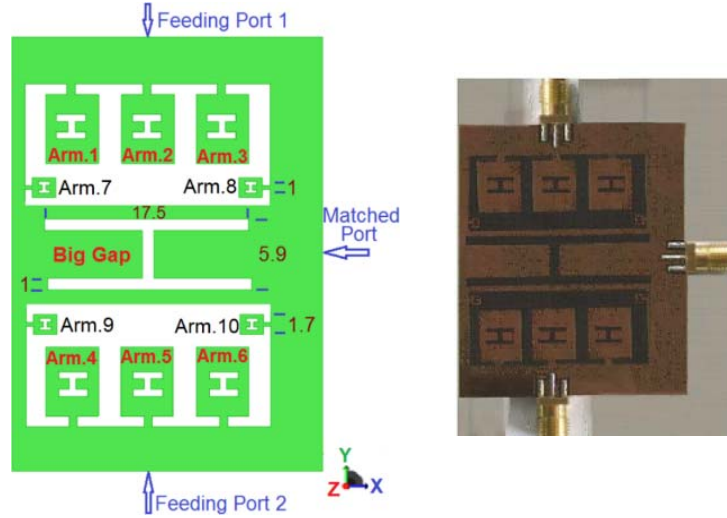 Feeding Port 1
Arm.1 Arm.2 Arm.3
Arm.7 Arm.8 1
17.5
Matched
Port
Big Gap 5.9
1
Arm.9 Arm.10 1.7
Arm.4 Arm.5 Arm.6
Y
Z X
Feeding Port 2